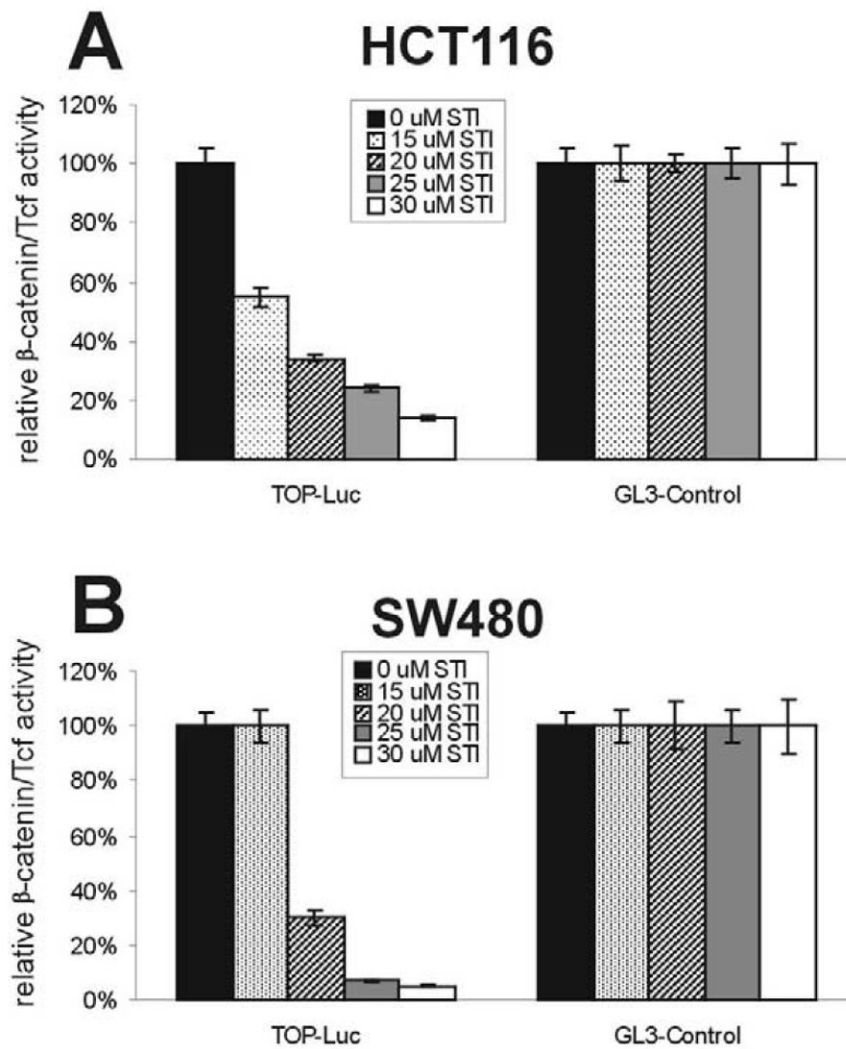 A
HCT116
relative β-catenin/Tcf activity
120%
100%
80%
60%
40%
20%
0%
0 uM STI
15 uM STI
20 uM STI
25 uM STI
30 uM STI
TOP-Luc
GL3-Control
B
SW480
relative β-catenin/Tcf activity
120%
100%
80%
60%
40%
20%
0%
0 uM STI
15 uM STI
20 uM STI
25 uM STI
30 uM STI
TOP-Luc
GL3-Control